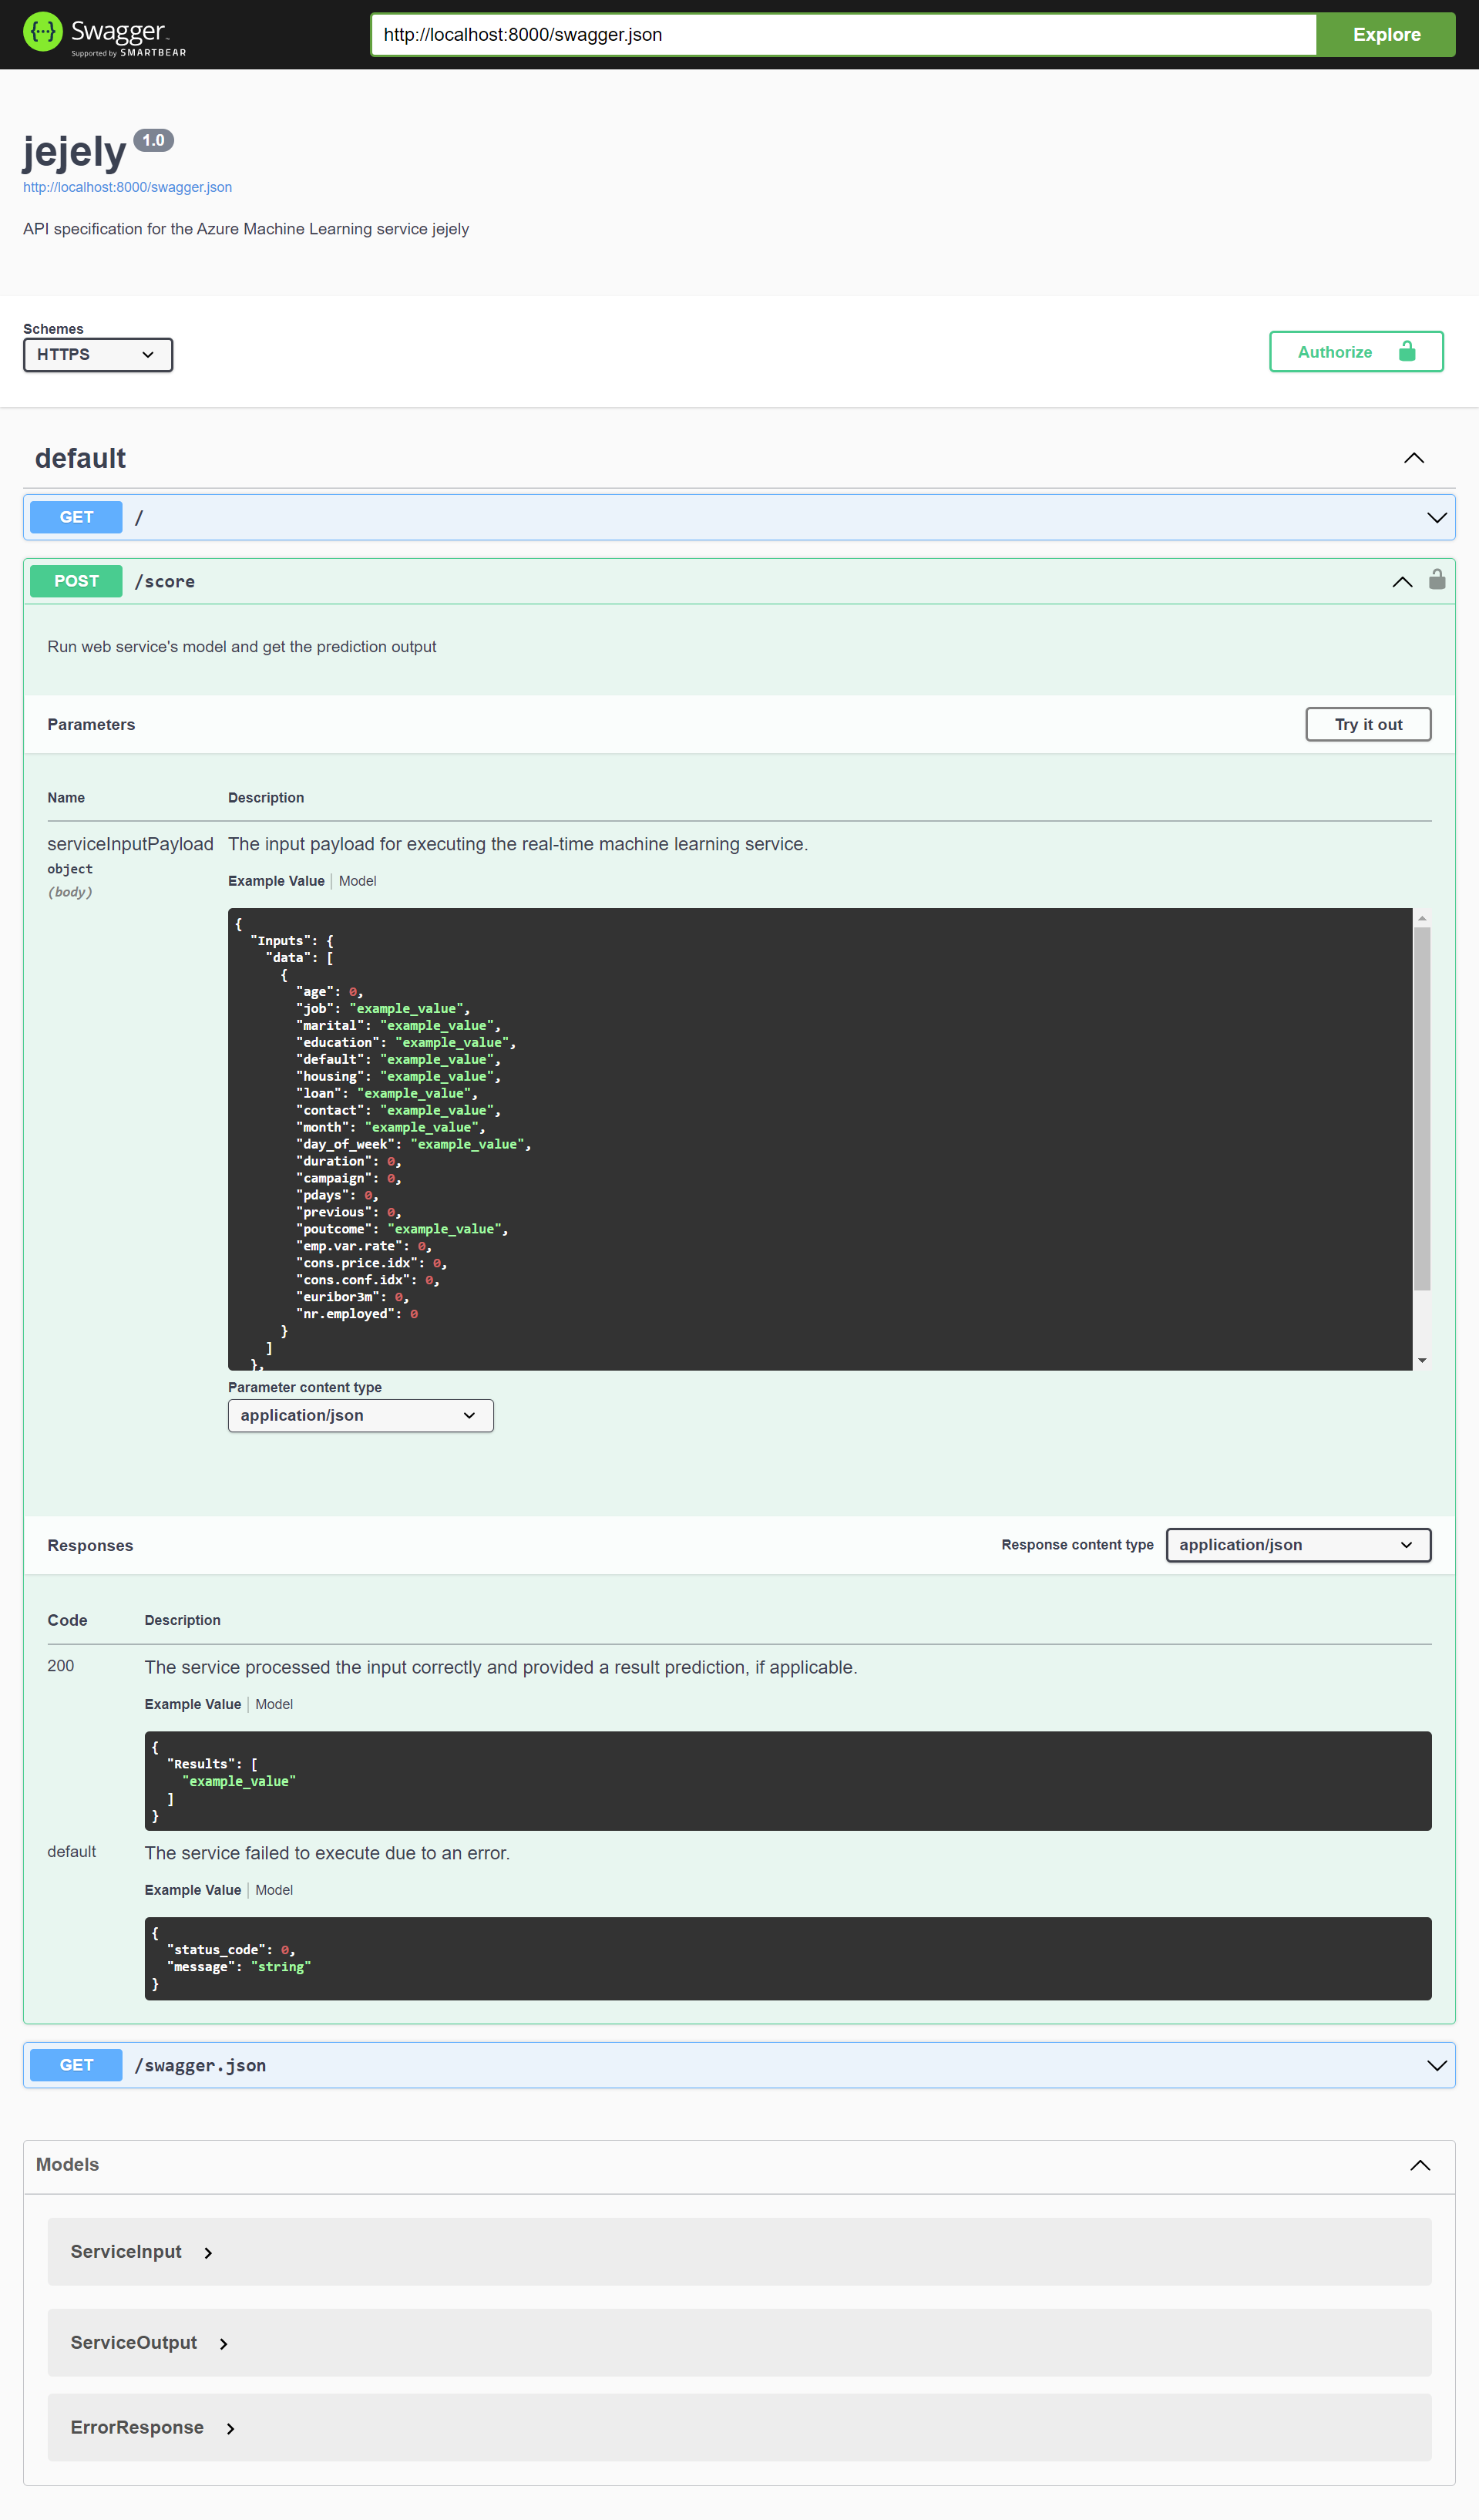 Swagger
Supported by SMARTBEAR
http://localhost:8000/swagger.json
Explore
jejely 1.0
http://localhost:8000/swagger.json
API specification for the Azure Machine Learning service jejely
Schemes
HTTPS
Authorize
default
GET /
POST /score
Run web service's model and get the prediction output
Parameters
Try it out
Name Description
serviceInputPayload The input payload for executing the real-time machine learning service.
object
(body)
Example Value | Model
{
"Inputs": {
"data": [
{
"age": 0,
"job": "example_value",
"marital": "example_value",
"education": "example_value",
"default": "example_value",
"housing": "example_value",
"loan": "example_value",
"contact": "example_value",
"month": "example_value",
"day_of_week": "example_value",
"duration": 0,
"campaign": 0,
"pdays": 0,
"previous": 0,
"poutcome": "example_value",
"emp.var.rate": 0,
"cons.price.idx": 0,
"cons.conf.idx": 0,
"euribor3m": 0,
"nr.employed": 0
}
]
},
Parameter content type
application/json
Responses
Response content type application/json
Code Description
200 The service processed the input correctly and provided a result prediction, if applicable.
Example Value | Model
{
"Results": [
"example_value"
]
}
default The service failed to execute due to an error.
Example Value | Model
{
"status_code": 0,
"message": "string"
}
GET /swagger.json
Models
ServiceInput
ServiceOutput
ErrorResponse